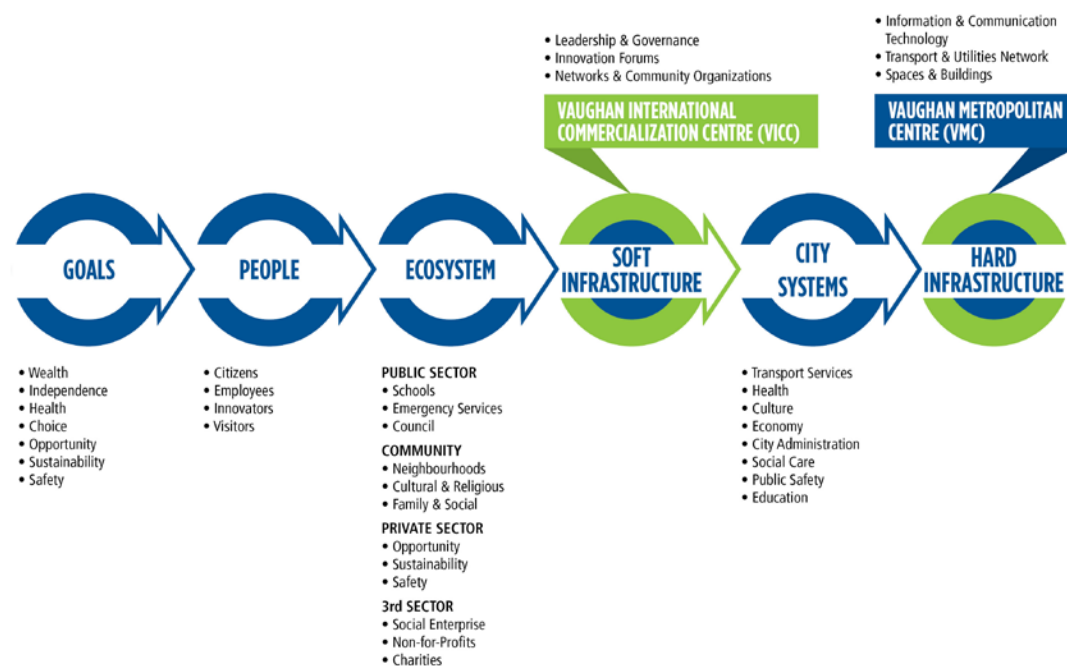 • Leadership & Governance
• Innovation Forums
• Networks & Community Organizations
VAUGHAN INTERNATIONAL
COMMERCIALIZATION CENTRE (VICC)
• Information & Communication
Technology
• Transport & Utilities Network
• Spaces & Buildings
VAUGHAN METROPOLITAN
CENTRE (VMC)
GOALS
PEOPLE
ECOSYSTEM
SOFT
INFRASTRUCTURE
CITY
SYSTEMS
HARD
INFRASTRUCTURE
• Wealth
• Independence
• Health
• Choice
• Opportunity
• Sustainability
• Safety
• Citizens
• Employees
• Innovators
• Visitors
PUBLIC SECTOR
• Schools
• Emergency Services
• Council
COMMUNITY
• Neighbourhoods
• Cultural & Religious
• Family & Social
PRIVATE SECTOR
• Opportunity
• Sustainability
• Safety
3rd SECTOR
• Social Enterprise
• Non-for-Profits
• Charities
• Transport Services
• Health
• Culture
• Economy
• City Administration
• Social Care
• Public Safety
• Education